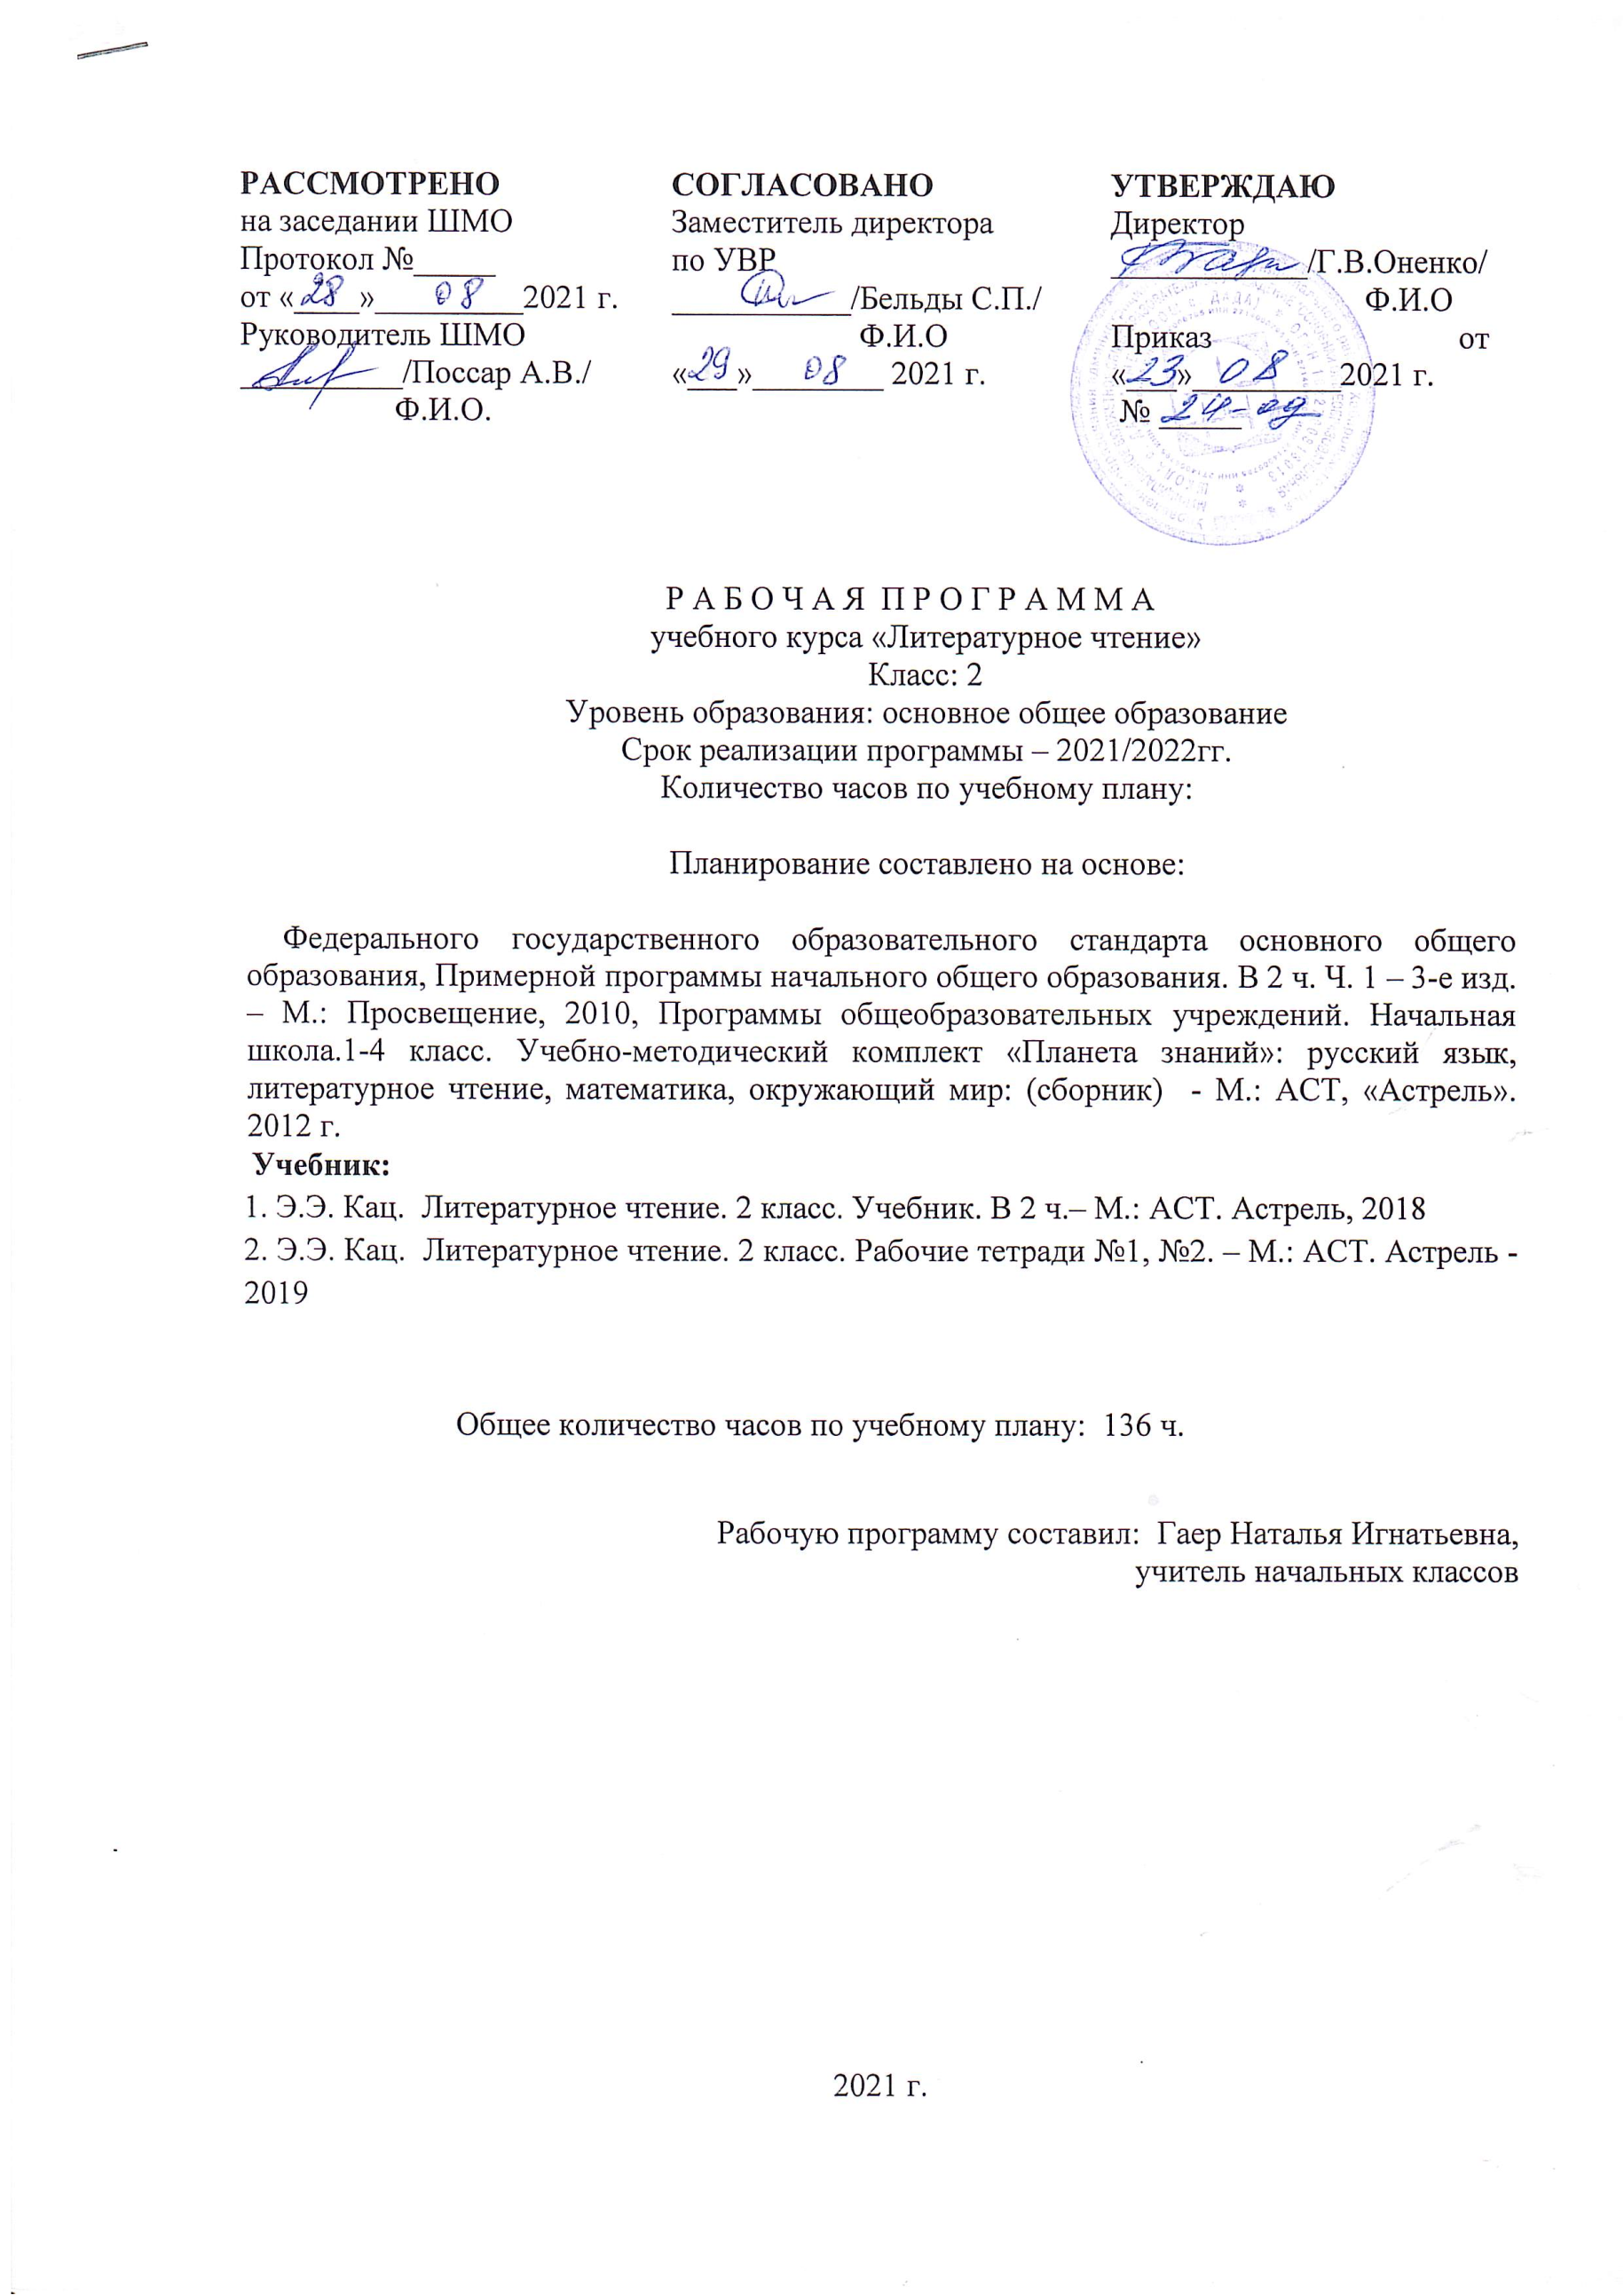 РАССМОТРЕНО
на заседании ШМО
Протокол №_____
от «28» 08 2021 г.
Руководитель ШМО
__________/Поссар А.В./
Ф.И.О.
СОГЛАСОВАНО
Заместитель директора
по УВР
___________/Бельды С.П./
Ф.И.О
«29» 08 2021 г.
УТВЕРЖДАЮ
Директор
____________/Г.В.Оненко/
Ф.И.О
Приказ от
«23» 08 2021 г.
№ 24-од
Р А Б О Ч А Я П Р О Г Р А М М А
учебного курса «Литературное чтение»
Класс: 2
Уровень образования: основное общее образование
Срок реализации программы – 2021/2022гг.
Количество часов по учебному плану:
Планирование составлено на основе:
Федерального государственного образовательного стандарта основного общего
образования, Примерной программы начального общего образования. В 2 ч. Ч. 1 – 3-е изд.
– М.: Просвещение, 2010, Программы общеобразовательных учреждений. Начальная
школа.1-4 класс. Учебно-методический комплект «Планета знаний»: русский язык,
литературное чтение, математика, окружающий мир: (сборник) - М.: АСТ, «Астрель».
2012 г.
Учебник:
1. Э.Э. Кац. Литературное чтение. 2 класс. Учебник. В 2 ч.– М.: АСТ. Астрель, 2018
2. Э.Э. Кац. Литературное чтение. 2 класс. Рабочие тетради №1, №2. – М.: АСТ. Астрель -
2019
Общее количество часов по учебному плану: 136 ч.
Рабочую программу составил: Гаер Наталья Игнатьевна,
учитель начальных классов
2021 г.